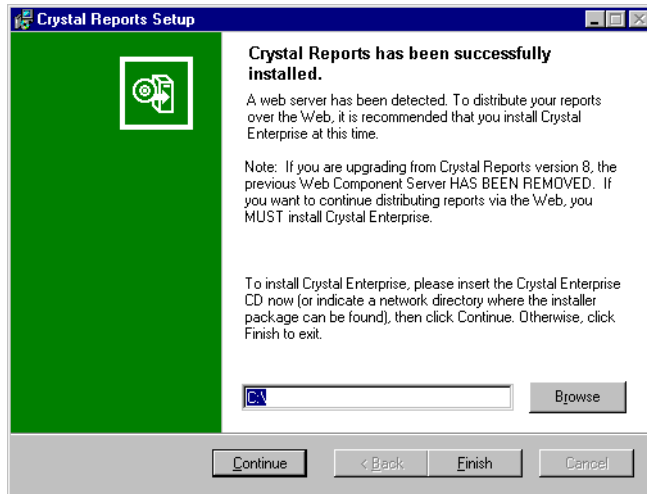 Crystal Reports Setup
Crystal Reports has been successfully
installed.
A web server has been detected. To distribute your reports
over the Web, it is recommended that you install Crystal
Enterprise at this time.
Note: If you are upgrading from Crystal Reports version 8, the
previous Web Component Server HAS BEEN REMOVED. If
you want to continue distributing reports via the Web, you
MUST install Crystal Enterprise.
To install Crystal Enterprise, please insert the Crystal Enterprise
CD now (or indicate a network directory where the installer
package can be found), then click Continue. Otherwise, click
Finish to exit.
C:\
Browse
Continue
< Back
Finish
Cancel